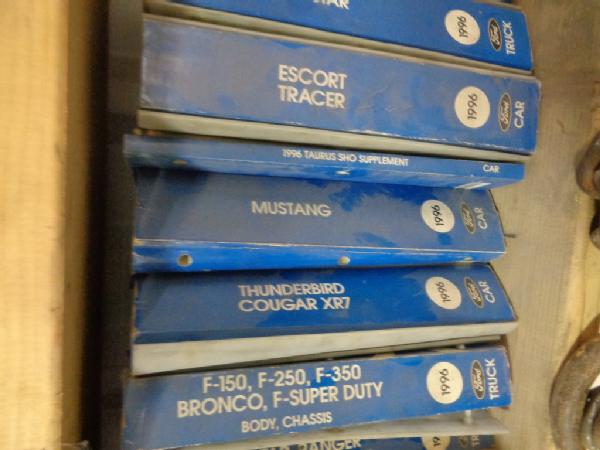 1996 Ford TRUCK
ESCORT
TRACER
1996 Ford CAR
1996 TAURUS SHO SUPPLEMENT CAR
MUSTANG 1996 Ford CAR
THUNDERBIRD
COUGAR XR7
1996 Ford CAR
F-150, F-250, F-350
BRONCO, F-SUPER DUTY
BODY, CHASSIS
1996 Ford TRUCK
RANGER